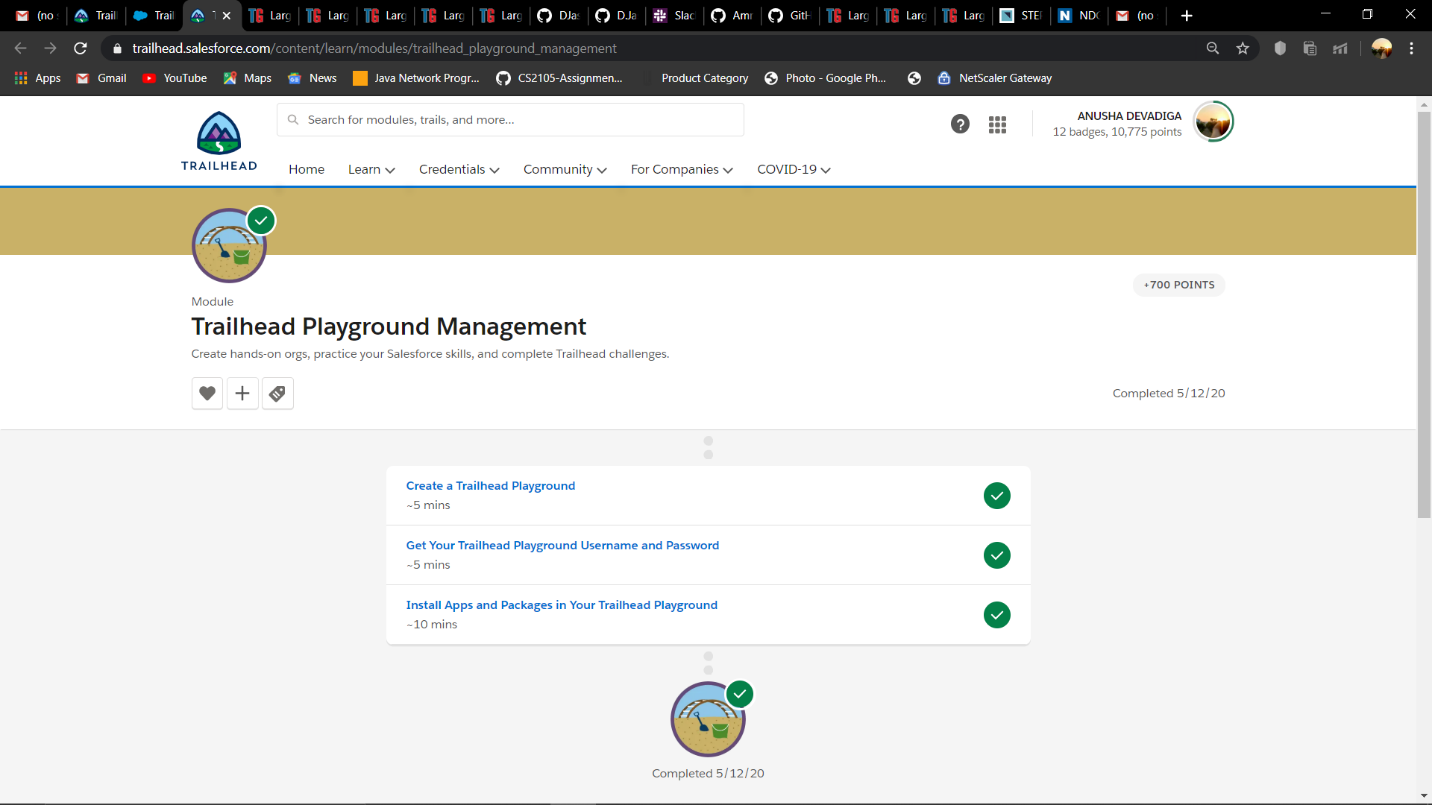 (no s
Trail
Trail
T
Larg
Larg
Larg
Larg
Larg
DJas
DJa
Slac
Amr
GitH
Larg
Larg
Larg
STE
NDC
(no s
trailhead.salesforce.com/content/learn/modules/trailhead_playground_management
Apps
Gmail
YouTube
Maps
News
Java Network Progr...
CS2105-Assignmen...
Product Category
Photo - Google Ph...
NetScaler Gateway
TRAILHEAD
Search for modules, trails, and more...
ANUSHA DEVADIGA
12 badges, 10,775 points
Home
Learn
Credentials
Community
For Companies
COVID-19
+700 POINTS
Module
Trailhead Playground Management
Create hands-on orgs, practice your Salesforce skills, and complete Trailhead challenges.
Completed 5/12/20
Create a Trailhead Playground
~5 mins
Get Your Trailhead Playground Username and Password
~5 mins
Install Apps and Packages in Your Trailhead Playground
~10 mins
Completed 5/12/20